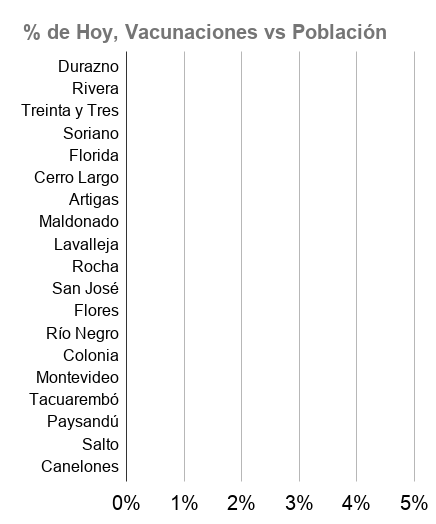 % de Hoy, Vacunaciones vs Población
Durazno
Rivera
Treinta y Tres
Soriano
Florida
Cerro Largo
Artigas
Maldonado
Lavalleja
Rocha
San José
Flores
Río Negro
Colonia
Montevideo
Tacuarembó
Paysandú
Salto
Canelones
0% 1% 2% 3% 4% 5%